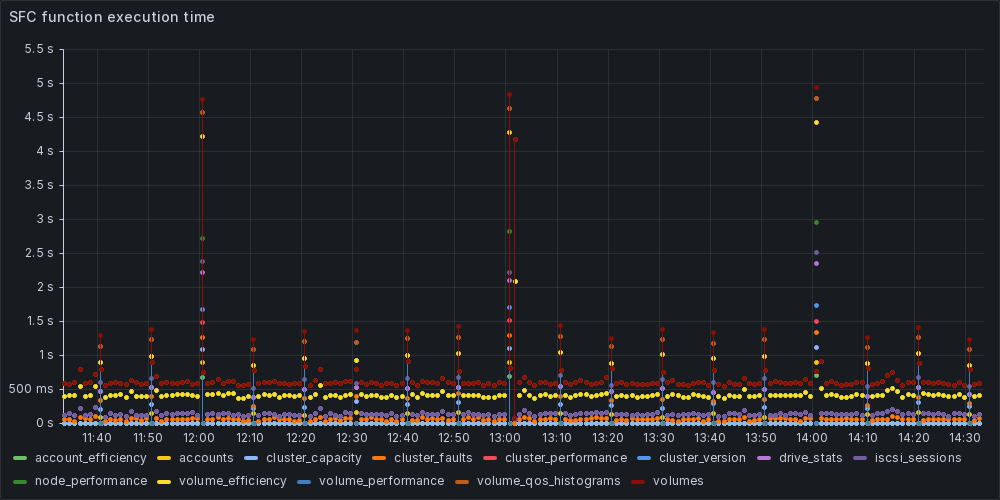 SFC function execution time
5.5 s
5 s
4.5 s
4 s
3.5 s
3 s
2.5 s
2 s
1.5 s
1 s
500 ms
0 s
11:40 11:50 12:00 12:10 12:20 12:30 12:40 12:50 13:00 13:10 13:20 13:30 13:40 13:50 14:00 14:10 14:20 14:30
account_efficiency accounts cluster_capacity cluster_faults cluster_performance cluster_version drive_stats iscsi_sessions
node_performance volume_efficiency volume_performance volume_qos_histograms volumes